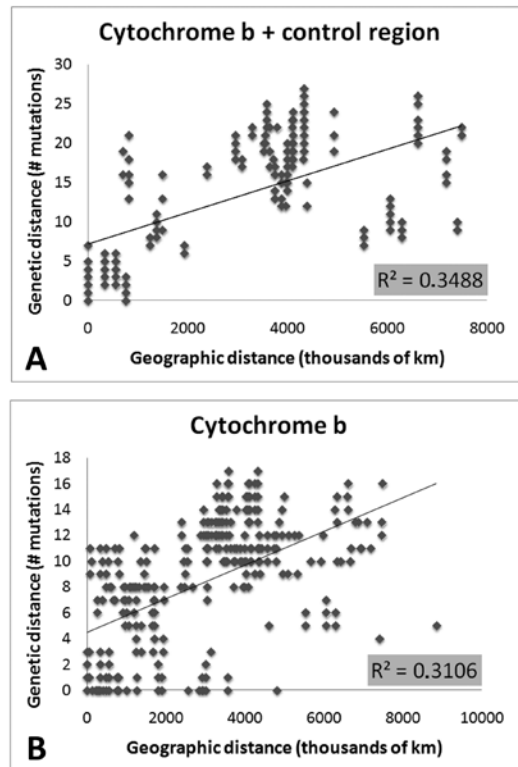 Cytochrome b + control region
30
25
20
15
10
5
0
Genetic distance (# mutations)
R² = 0.3488
0 2000 4000 6000 8000
A
Geographic distance (thousands of km)
Cytochrome b
18
16
14
12
10
8
6
4
2
0
Genetic distance (# mutations)
R² = 0.3106
0 2000 4000 6000 8000 10000
B
Geographic distance (thousands of km)